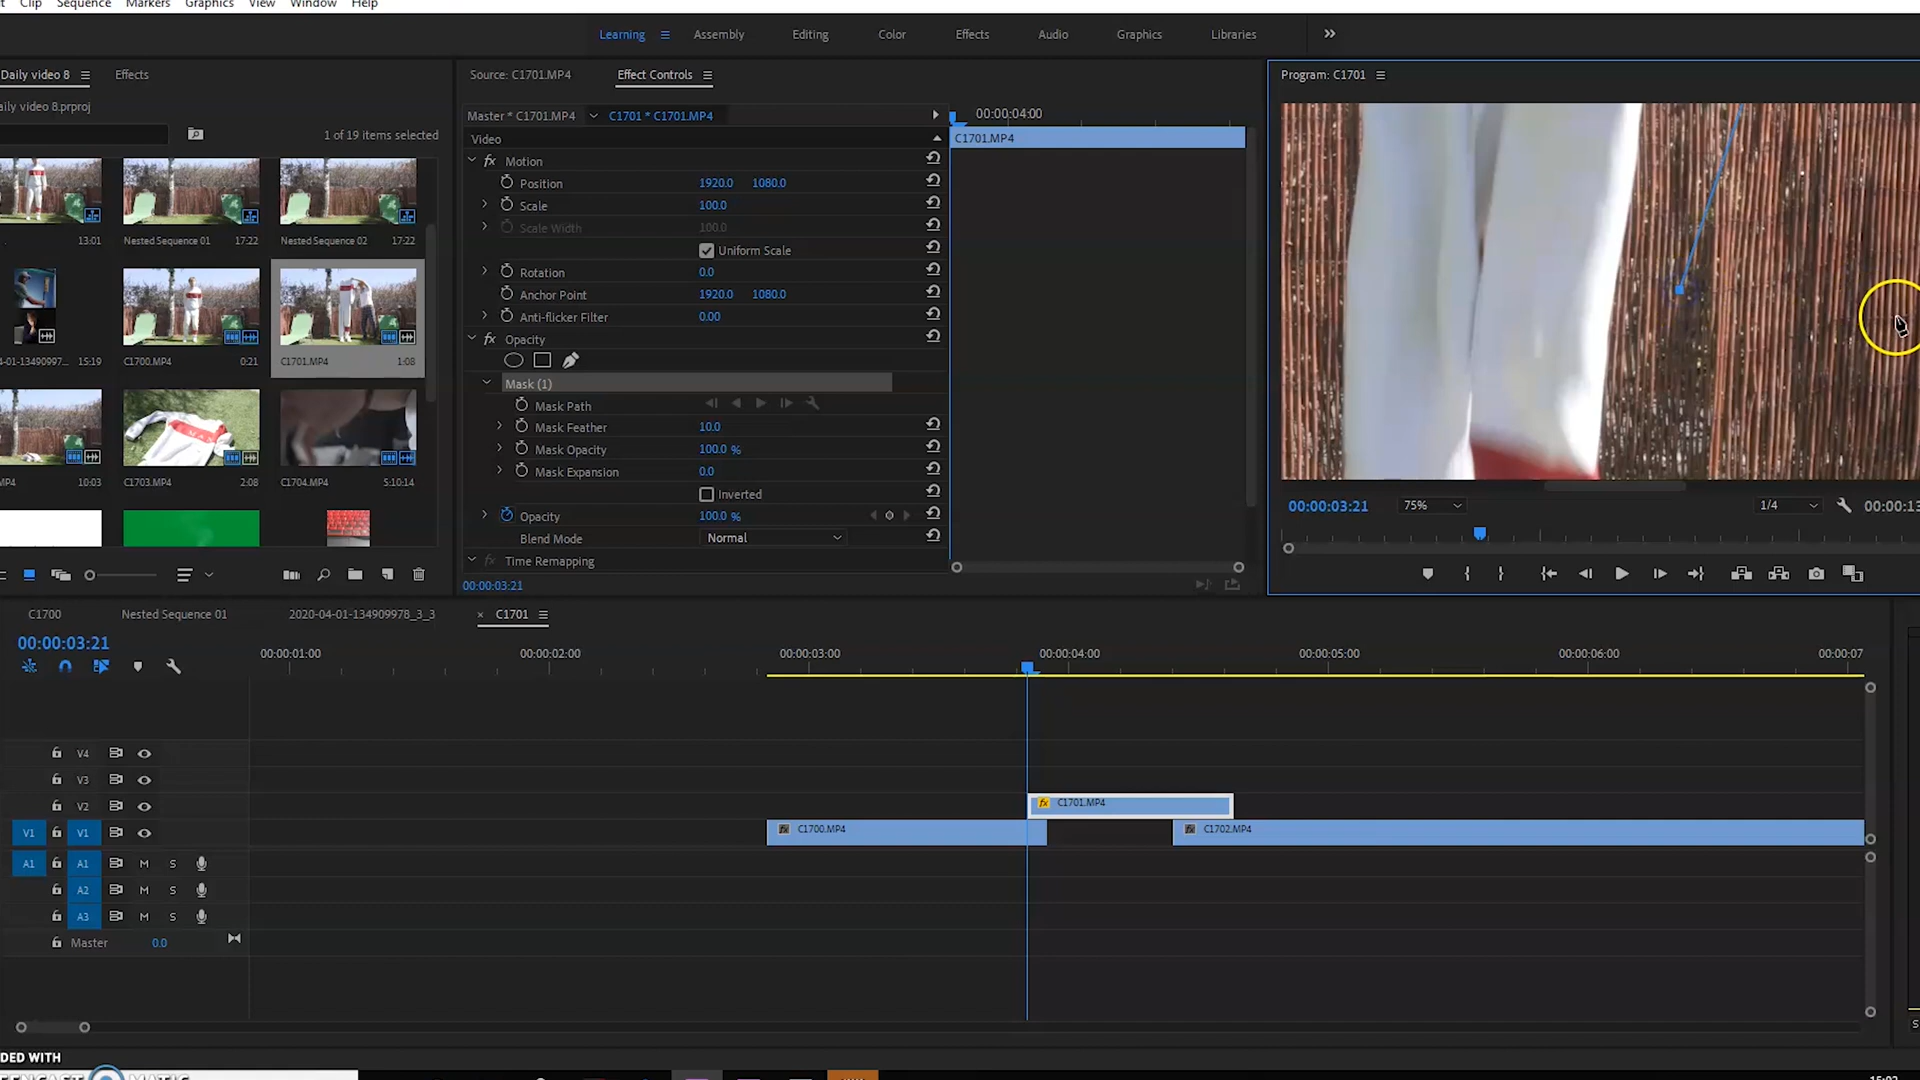 Clip Sequence Markers Graphics View Window Help
Learning Assembly Editing Color Effects Audio Graphics Libraries
Daily video 8 Effects
aily video 8.prproj
1 of 19 items selected
13:01
Nested Sequence 01 17:22
Nested Sequence 02 17:22
4-01-13490997... 15:19
C1700.MP4 0:21
C1701.MP4 1:08
MP4 10:03
C1703.MP4 2:08
C1704.MP4 5:10:14
Source: C1701.MP4 Effect Controls
Master * C1701.MP4 C1701 * C1701.MP4
00:00:04:00
C1701.MP4
Video
fx Motion
Position 1920.0 1080.0
Scale 100.0
Scale Width 100.0
Uniform Scale
Rotation 0.0
Anchor Point 1920.0 1080.0
Anti-flicker Filter 0.00
fx Opacity
Mask (1)
Mask Path
Mask Feather 10.0
Mask Opacity 100.0 %
Mask Expansion 0.0
Inverted
Opacity 100.0 %
Blend Mode Normal
fx Time Remapping
00:00:03:21
Program: C1701
00:00:03:21 75% 1/4 00:00:13
C1700 Nested Sequence 01 2020-04-01-134909978_3_3 × C1701
00:00:03:21
00:00:01:00 00:00:02:00 00:00:03:00 00:00:04:00 00:00:05:00 00:00:06:00 00:00:07
V4
V3
V2
fx C1701.MP4
V1 V1
fx C1700.MP4
fx C1702.MP4
A1 A1 M S
A2 M S
A3 M S
Master 0.0
S
DED WITH